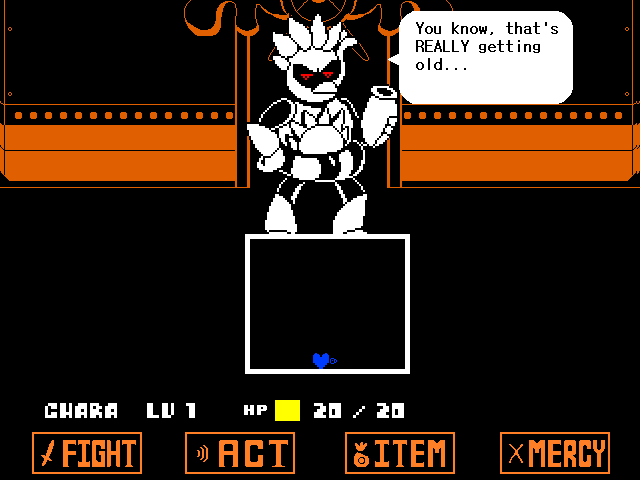 You know, that's
REALLY getting
old...
CHARA LV 1 HP 20 / 20
FIGHT ACT ITEM MERCY